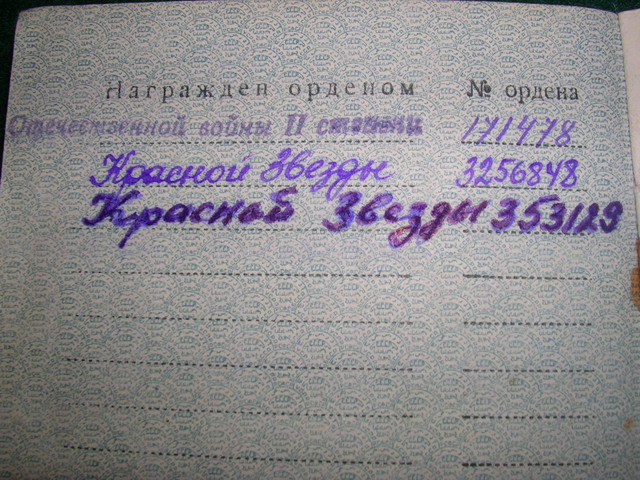 Награжден орденом № ордена
Отечественной войны II степени 171478
Красной Звезды 3256848
Красной Звезды 353129